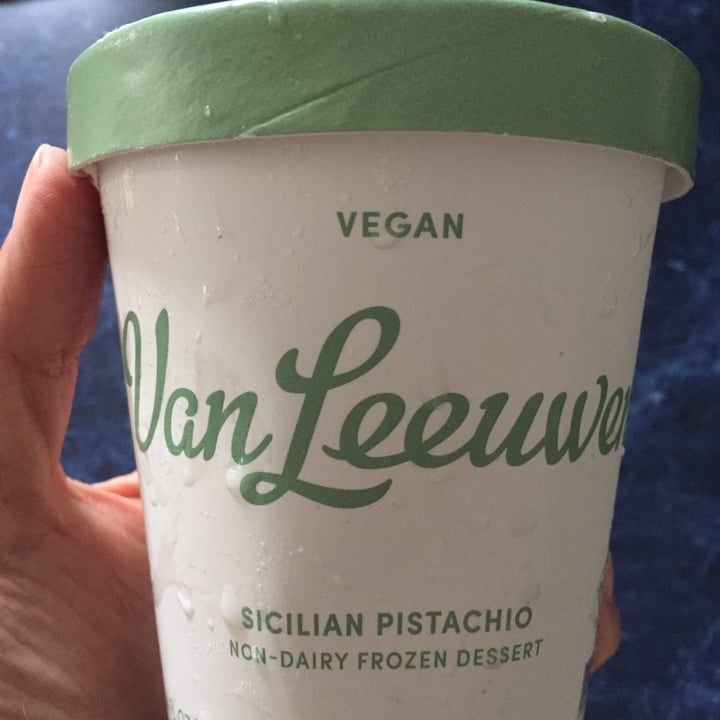 VEGAN
Van Leeuwen
SICILIAN PISTACHIO
NON-DAIRY FROZEN DESSERT